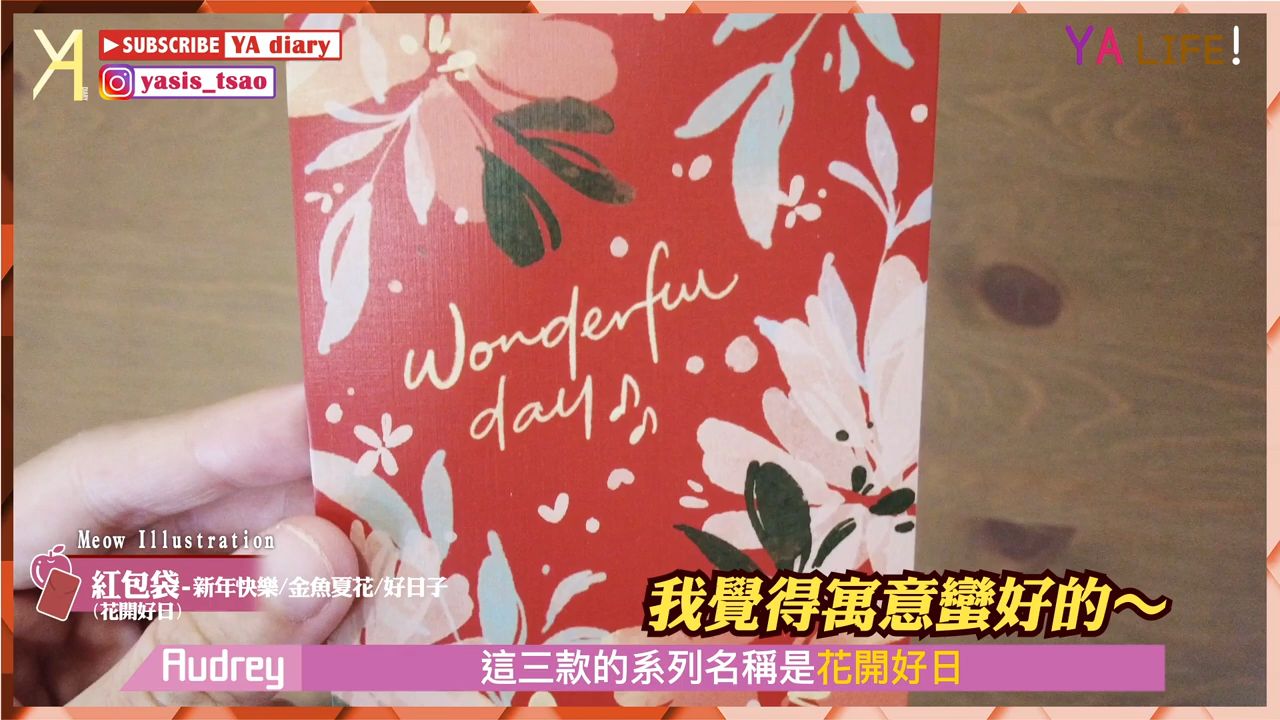 YA
DIARY
SUBSCRIBE YA diary
yasis_tsao
YA LIFE!
Wonderful
day
Meow Illustration
紅包袋-新年快樂/金魚夏花/好日子
(花開好日)
我覺得寓意蠻好的～
Audrey
這三款的系列名稱是花開好日